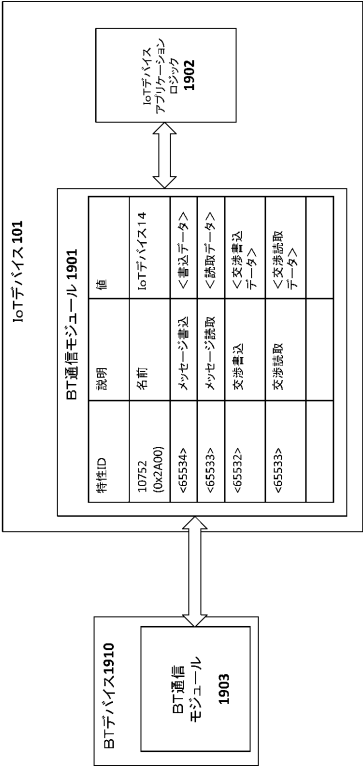 IoTデバイス 101
BT通信モジュール 1901
特性ID 説明 値
10752 名前 IoTデバイス14
(0x2A00)
<65534> メッセージ書込 <書込データ>
<65533> メッセージ読取 <読取データ>
<65532> 交渉書込 <交渉書込
データ>
<65533> 交渉読取 <交渉読取
データ>
IoTデバイス
アプリケーション
ロジック
1902
BTデバイス1910
BT通信
モジュール
1903